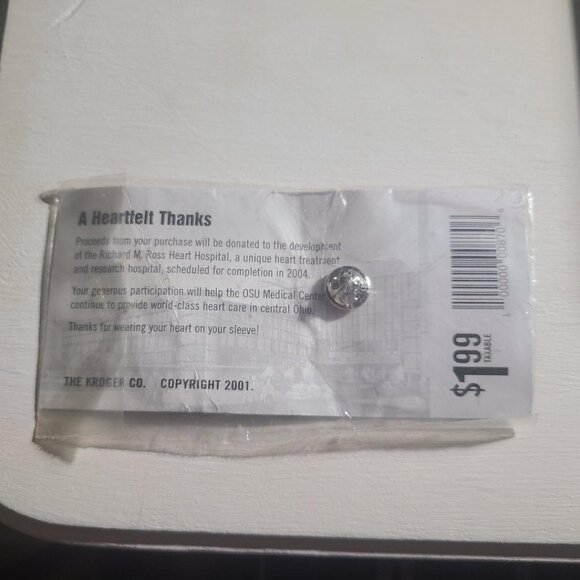 A Heartfelt Thanks
Proceeds from your purchase will be donated to the development
of the Richard M. Ross Heart Hospital, a unique heart treatment
and research hospital, scheduled for completion in 2004.
Your generous participation will help the OSU Medical Center
continue to provide world-class heart care in central Ohio.
Thanks for wearing your heart on your sleeve!
THE KROGER CO. COPYRIGHT 2001.
$1.99
TAXABLE